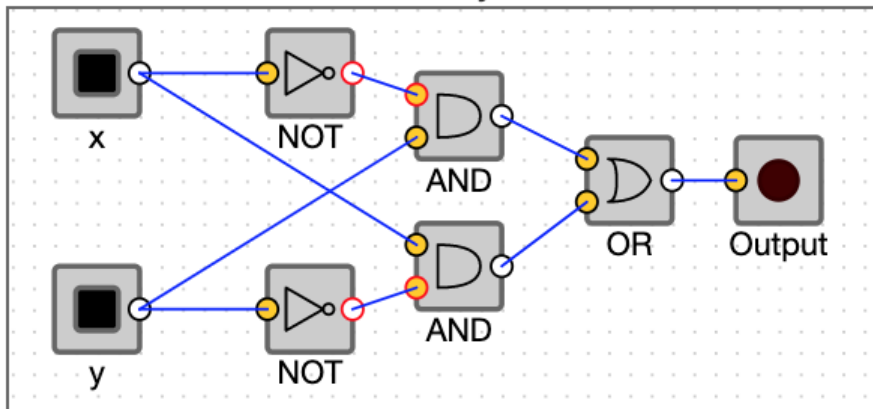 x
NOT
AND
OR
Output
AND
y
NOT